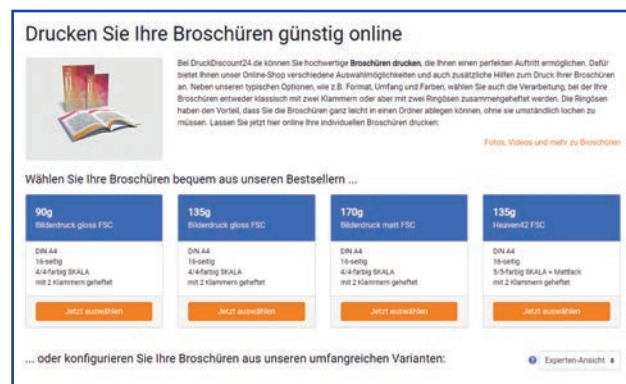 Drucken Sie Ihre Broschüren günstig online
Bei DruckDiscount24.de können Sie hochwertige Broschüren drucken, die Ihnen einen perfekten Auftritt ermöglichen. Dafür
bietet Ihnen unser Online-Shop verschiedene Auswahlmöglichkeiten und auch zusätzliche Hilfen zum Druck Ihrer Broschüren
an. Neben unseren typischen Optionen, wie z.B. Format, Umfang und Farben, wählen Sie auch die Verarbeitung, bei der Ihre
Broschüren entweder klassisch mit zwei Klammern oder aber mit zwei Ringösen zusammengeheftet werden. Die Ringösen
haben den Vorteil, dass Sie die Broschüren ganz leicht in einen Ordner ablegen können, ohne sie umständlich lochen zu
müssen. Lassen Sie jetzt hier online Ihre individuellen Broschüren drucken:
Fotos, Videos und mehr zu Broschüren
Wählen Sie Ihre Broschüren bequem aus unseren Bestsellern ...
90g
Bilderdruck gloss FSC
DIN A4
16-seitig
4/4-farbig SKALA
mit 2 Klammern geheftet
Jetzt auswählen
135g
Bilderdruck gloss FSC
DIN A4
16-seitig
4/4-farbig SKALA
mit 2 Klammern geheftet
Jetzt auswählen
170g
Bilderdruck matt FSC
DIN A4
16-seitig
4/4-farbig SKALA
mit 2 Klammern geheftet
Jetzt auswählen
135g
Heaven42 FSC
DIN A4
16-seitig
5/5-farbig SKALA + Mattlack
mit 2 Klammern geheftet
Jetzt auswählen
... oder konfigurieren Sie Ihre Broschüren aus unseren umfangreichen Varianten:
? Experten-Ansicht